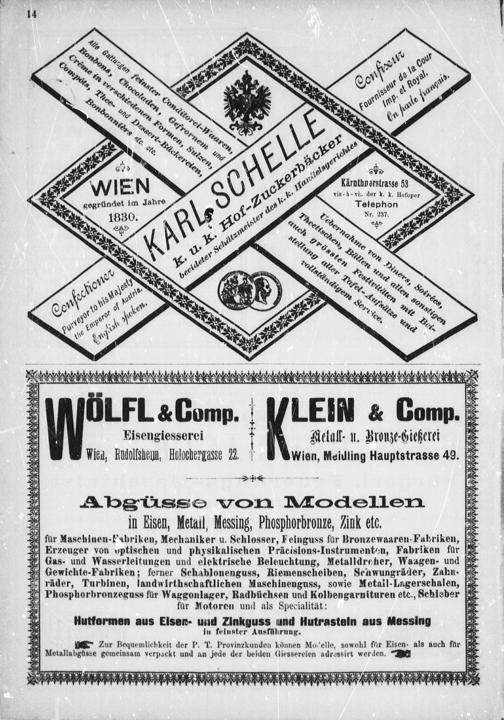 14
Alle Gattungen feinster Conditorei-Waaren,
Bonbons, Chocoladen, Gefrornem und
Crême in verschiedenen Formen, Sulzen,
Compôts, Thee- und Dessert-Bäckereien,
Bonbonnièrs etc. etc.
Confiseur
Fournisseur de la Cour
Imp. et Royal.
On parle français.
WIEN
gegründet im Jahre
1830.
KARL SCHELLE
k. u. k. Hof-Zuckerbäcker
beeideter Schätzmeister des k. k. Handelsgerichtes
Kärnthnerstrasse 53
vis-à-vis der k. k. Hofoper
Telephon
Nr. 237.
Confectioner
Purveyor to his Majesty
the Emperor of Austria.
English spoken.
Uebernahme von Diners, Soirées,
Theetischen, Bällen und allen sonstigen
auch grössten Festivitäten mit Bei-
stellung aller Tafel-Aufsätze und
vollständigem Service.
WÖLFL & Comp.
Eisengiesserei
Wien, Rudolfsheim, Holochergasse 22.
KLEIN & Comp.
Metall- u. Bronze-Gießerei
Wien, Meidling Hauptstrasse 49.
Abgüsse von Modellen
in Eisen, Metall, Messing, Phosphorbronze, Zink etc.
für Maschinen-Fabriken, Mechaniker u. Schlosser, Feinguss für Bronzewaaren-Fabriken,
Erzeuger von optischen und physikalischen Präcisions-Instrumenten, Fabriken für
Gas- und Wasserleitungen und elektrische Beleuchtung, Metalldreher, Waagen- und
Gewichte-Fabriken; ferner Schablonenguss, Riemenscheiben, Schwungräder, Zahn-
räder, Turbinen, landwirthschaftlichen Maschinenguss, sowie Metall-Lagerschalen,
Phosphorbronzeguss für Waggonlager, Radbüchsen und Kolbengarnituren etc., Schieber
für Motoren und als Specialität:
Hutformen aus Eisen- und Zinkguss und Hutrasteln aus Messing
in feinster Ausführung.
Zur Bequemlichkeit der P. T. Provinzkunden können Modelle, sowohl für Eisen- als auch für
Metallabgüsse gemeinsam verpackt und an jede der beiden Giessereien adressirt werden.